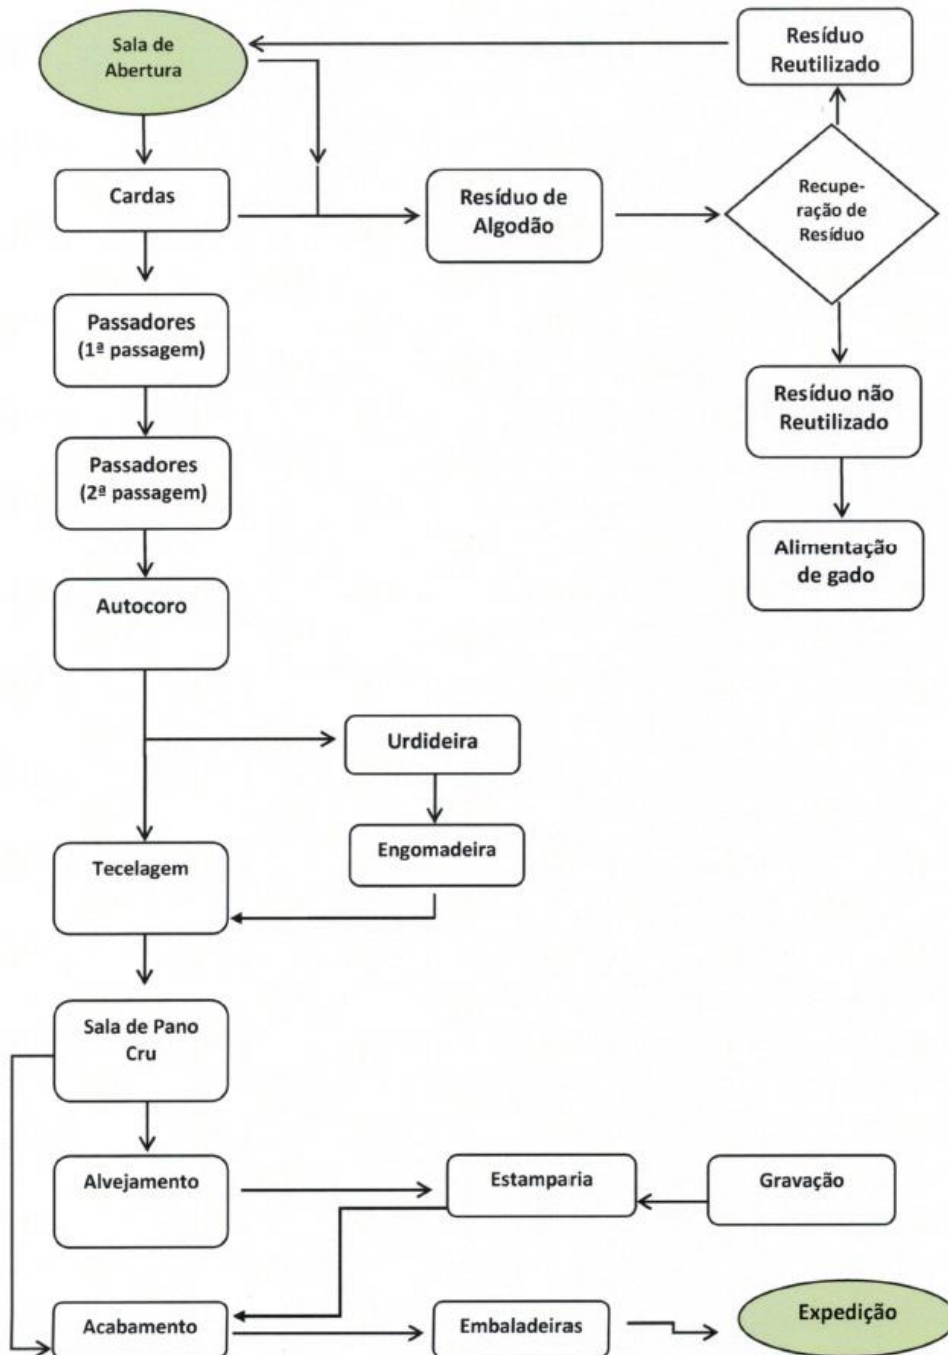 Sala de
Abertura
Resíduo
Reutilizado
Cardas
Resíduo de
Algodão
Recupe-
ração de
Resíduo
Passadores
(1ª passagem)
Resíduo não
Reutilizado
Passadores
(2ª passagem)
Alimentação
de gado
Autocoro
Urdideira
Engomadeira
Tecelagem
Sala de Pano
Cru
Alvejamento
Estamparia
Gravação
Acabamento
Embaladeiras
Expedição